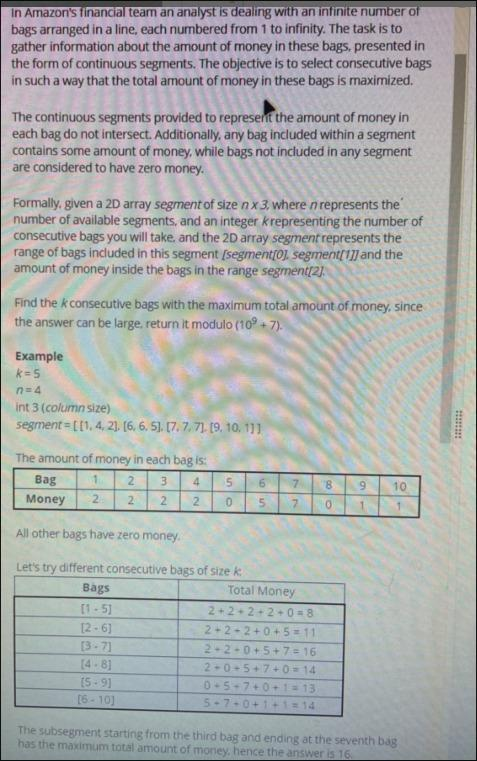 In Amazon's financial team an analyst is dealing with an infinite number of
bags arranged in a line, each numbered from 1 to infinity. The task is to
gather information about the amount of money in these bags, presented in
the form of continuous segments. The objective is to select consecutive bags
in such a way that the total amount of money in these bags is maximized.
The continuous segments provided to represent the amount of money in
each bag do not intersect. Additionally, any bag included within a segment
contains some amount of money, while bags not included in any segment
are considered to have zero money.
Formally, given a 2D array segment of size n x 3, where n represents the
number of available segments, and an integer k representing the number of
consecutive bags you will take, and the 2D array segment represents the
range of bags included in this segment [segment[0], segment[1]] and the
amount of money inside the bags in the range segment[2].
Find the k consecutive bags with the maximum total amount of money, since
the answer can be large, return it modulo (10⁹ + 7).
Example
k = 5
n = 4
int 3 (column size)
segment = [ [1, 4, 2], [6, 6, 5], [7, 7, 7], [9, 10, 1] ]
The amount of money in each bag is:
Bag 1 2 3 4 5 6 7 8 9 10
Money 2 2 2 2 0 5 7 0 1 1
All other bags have zero money.
Let's try different consecutive bags of size k:
Bags Total Money
[1 - 5] 2 + 2 + 2 + 2 + 0 = 8
[2 - 6] 2 + 2 + 2 + 0 + 5 = 11
[3 - 7] 2 + 2 + 0 + 5 + 7 = 16
[4 - 8] 2 + 0 + 5 + 7 + 0 = 14
[5 - 9] 0 + 5 + 7 + 0 + 1 = 13
[6 - 10] 5 + 7 + 0 + 1 + 1 = 14
The subsegment starting from the third bag and ending at the seventh bag
has the maximum total amount of money, hence the answer is 16.